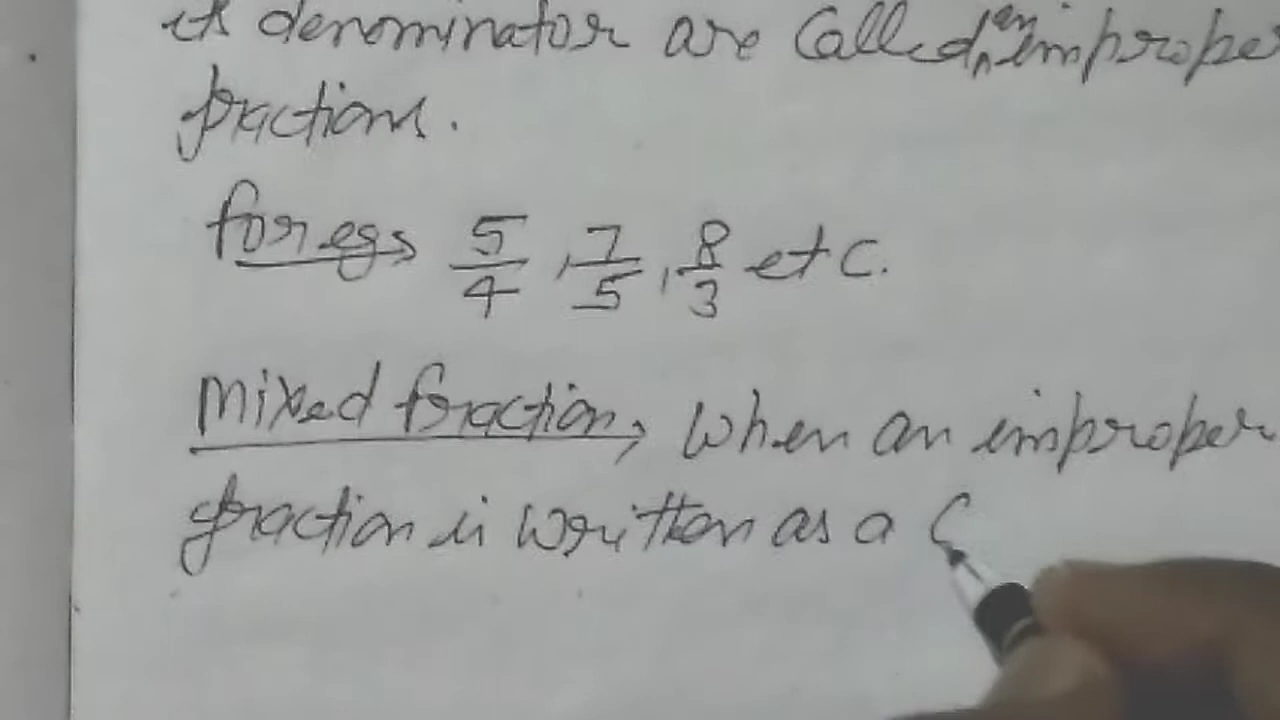 its denominator are Called an improper
fractions.
for egs 5/4, 7/5, 8/3 etc.
Mixed fraction, When an improper
fraction is written as a C